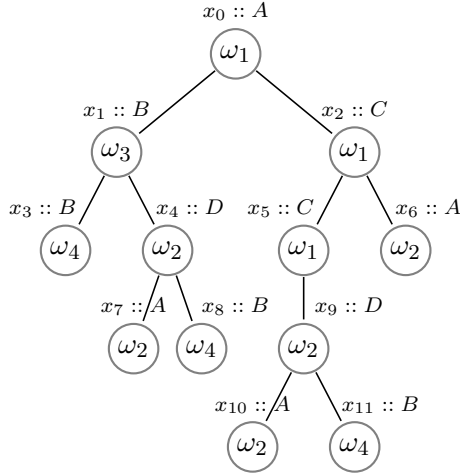 x₀ :: A
ω₁
x₁ :: B x₂ :: C
ω₃ ω₁
x₃ :: B x₄ :: D x₅ :: C x₆ :: A
ω₄ ω₂ ω₁ ω₂
x₇ :: A x₈ :: B x₉ :: D
ω₂ ω₄ ω₂
x₁₀ :: A x₁₁ :: B
ω₂ ω₄